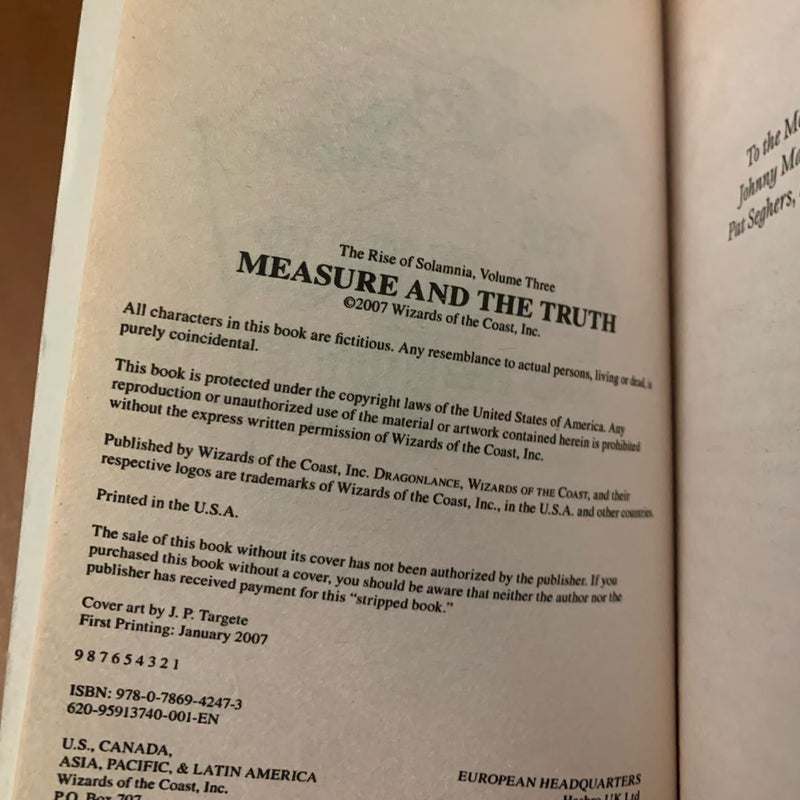 The Rise of Solamnia, Volume Three
MEASURE AND THE TRUTH
©2007 Wizards of the Coast, Inc.
All characters in this book are fictitious. Any resemblance to actual persons, living or dead, is
purely coincidental.
This book is protected under the copyright laws of the United States of America. Any
reproduction or unauthorized use of the material or artwork contained herein is prohibited
without the express written permission of Wizards of the Coast, Inc.
Published by Wizards of the Coast, Inc. DRAGONLANCE, WIZARDS OF THE COAST, and their
respective logos are trademarks of Wizards of the Coast, Inc., in the U.S.A. and other countries.
Printed in the U.S.A.
The sale of this book without its cover has not been authorized by the publisher. If you
purchased this book without a cover, you should be aware that neither the author nor the
publisher has received payment for this "stripped book."
Cover art by J. P. Targete
First Printing: January 2007
9 8 7 6 5 4 3 2 1
ISBN: 978-0-7869-4247-3
620-95913740-001-EN
U.S., CANADA,
ASIA, PACIFIC, & LATIN AMERICA
Wizards of the Coast, Inc.
P.O. Box 707
EUROPEAN HEADQUARTERS
Hasbro UK Ltd
To the
Johnny
Pat Seghers,